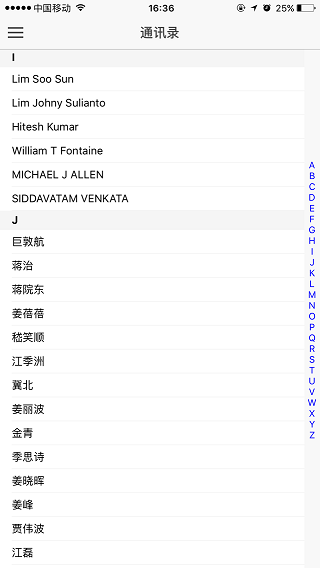 中国移动 16:36 25%
通讯录
I
Lim Soo Sun
Lim Johny Sulianto
Hitesh Kumar
William T Fontaine
MICHAEL J ALLEN
SIDDAVATAM VENKATA
J
巨敦航
蒋治
蒋院东
姜蓓蓓
嵇笑顺
江季洲
冀北
姜丽波
金青
季思诗
姜晓晖
姜峰
贾伟波
江磊
A
B
C
D
E
F
G
H
I
J
K
L
M
N
O
P
Q
R
S
T
U
V
W
X
Y
Z